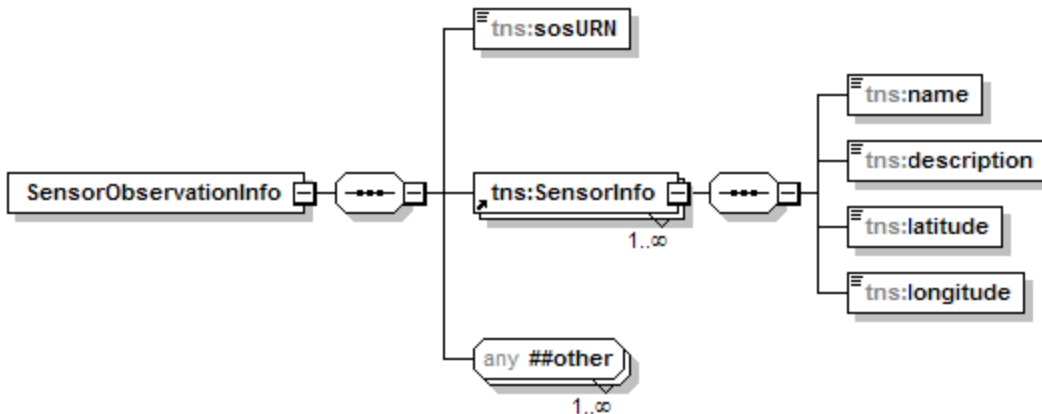 tns:sosURN
tns:name
tns:description
SensorObservationInfo
tns:SensorInfo
1..∞
tns:latitude
tns:longitude
any ##other
1..∞